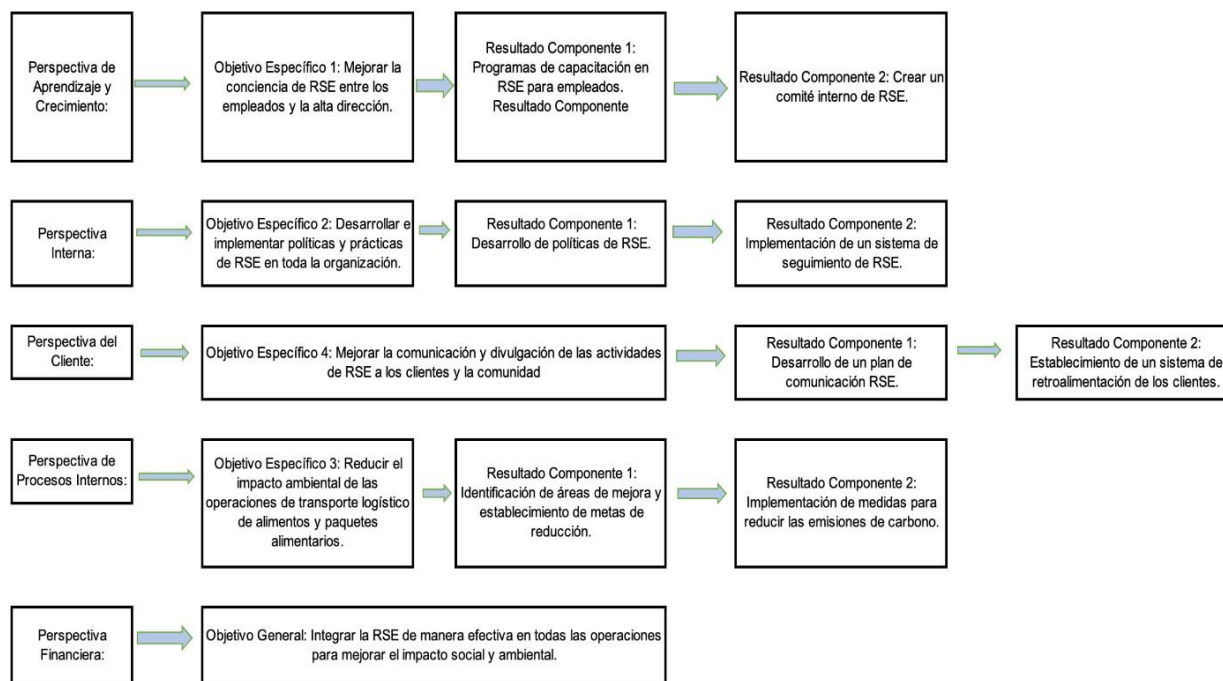 Perspectiva de
Aprendizaje y
Crecimiento:
Objetivo Específico 1: Mejorar la
conciencia de RSE entre los
empleados y la alta dirección.
Resultado Componente 1:
Programas de capacitación en
RSE para empleados.
Resultado Componente
Resultado Componente 2: Crear un
comité interno de RSE.
Perspectiva
Interna:
Objetivo Específico 2: Desarrollar e
implementar políticas y prácticas
de RSE en toda la organización.
Resultado Componente 1:
Desarrollo de políticas de RSE.
Resultado Componente 2:
Implementación de un sistema de
seguimiento de RSE.
Perspectiva del
Cliente:
Objetivo Específico 4: Mejorar la comunicación y divulgación de las actividades
de RSE a los clientes y la comunidad
Resultado Componente 1:
Desarrollo de un plan de
comunicación RSE.
Resultado Componente 2:
Establecimiento de un sistema de
retroalimentación de los clientes.
Perspectiva de
Procesos Internos:
Objetivo Específico 3: Reducir el
impacto ambiental de las
operaciones de transporte logístico
de alimentos y paquetes
alimentarios.
Resultado Componente 1:
Identificación de áreas de mejora y
establecimiento de metas de
reducción.
Resultado Componente 2:
Implementación de medidas para
reducir las emisiones de carbono.
Perspectiva
Financiera:
Objetivo General: Integrar la RSE de manera efectiva en todas las operaciones
para mejorar el impacto social y ambiental.